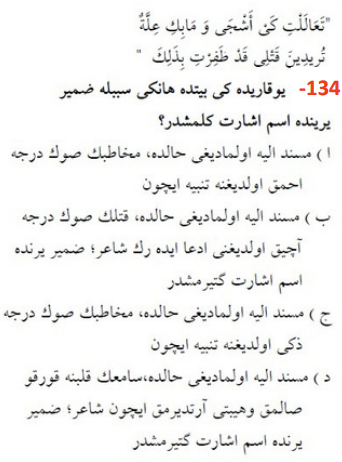 "تَعَالَلْتِ كَىْ أَشْجَى وَ مَابِكِ عِلَّةٌ
تُرِيدِينَ قَتْلِى قَدْ ظَفِرْتِ بِذَلِكِ "
134- يوقاريده كى بيتده هانكى سببله ضمير
يرينده اسم اشارت كلمشدر؟
ا ) مسند اليه اولماديغى حالده، مخاطبك صوك درجه
احمق اولديغنه تنبيه ايچون
ب ) مسند اليه اولماديغى حالده، قتلك صوك درجه
آچيق اولديغنى ادعا ايده رك شاعر؛ ضمير يرنده
اسم اشارت گتيرمشدر
ج ) مسند اليه اولماديغى حالده، مخاطبك صوك درجه
ذكى اولديغنه تنبيه ايچون
د ) مسند اليه اولماديغى حالده،سامعك قلبنه قورقو
صالمق وهيبتى آرتديرمق ايچون شاعر؛ ضمير
يرنده اسم اشارت گتيرمشدر